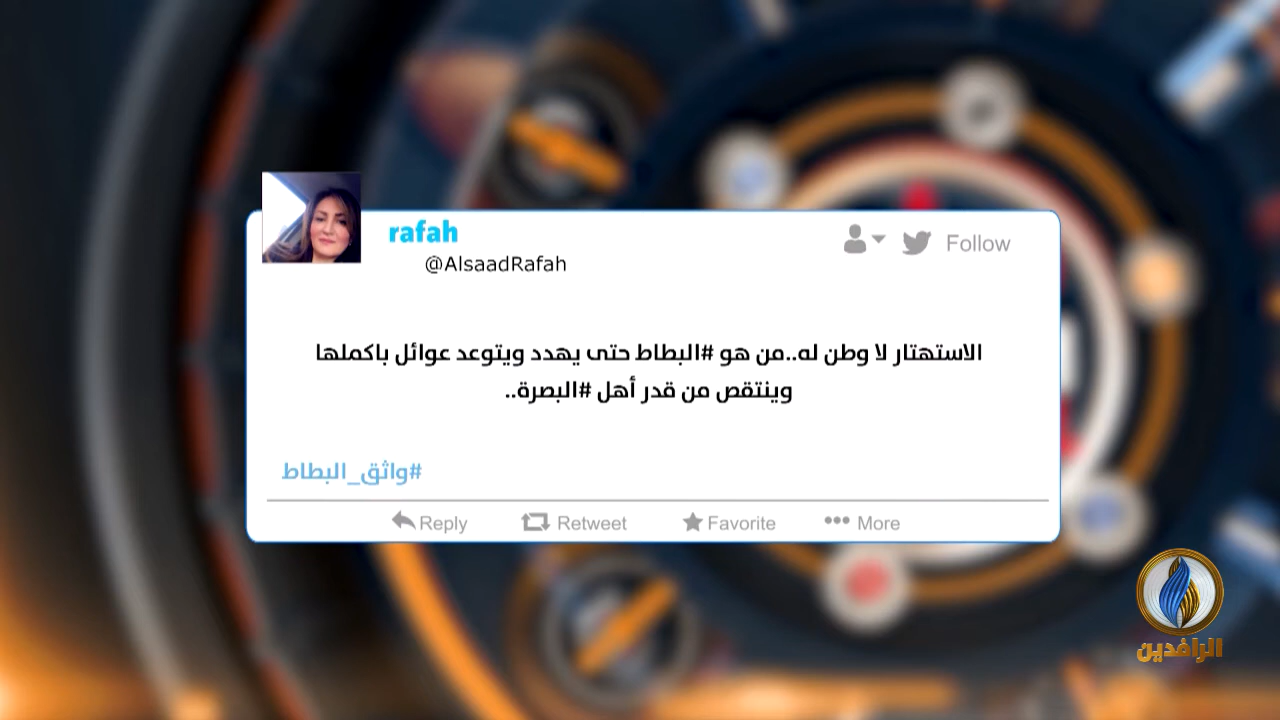 rafah
@AlsaadRafah
Follow
الاستهتار لا وطن له..من هو #البطاط حتى يهدد ويتوعد عوائل باكملها
وينتقص من قدر أهل #البصرة..
#واثق_البطاط
Reply Retweet Favorite More
الرافدين